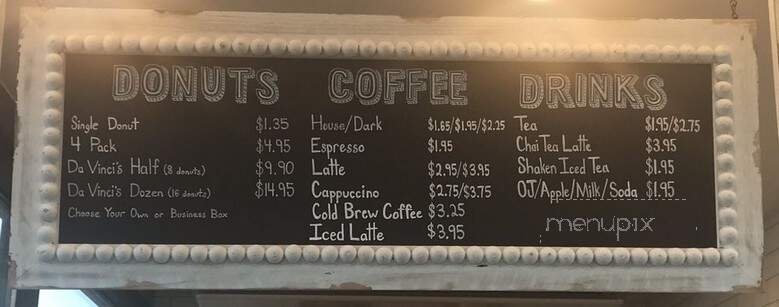 DONUTS
Single Donut $1.35
4 Pack $4.95
Da Vinci's Half (8 donuts) $9.90
Da Vinci's Dozen (16 donuts) $14.95
Choose Your Own or Business Box
COFFEE
House/Dark $1.65/$1.95/$2.25
Espresso $1.95
Latte $2.95/$3.95
Cappuccino $2.75/$3.75
Cold Brew Coffee $3.25
Iced Latte $3.95
DRINKS
Tea $1.95/$2.75
Chai Tea Latte $3.95
Shaken Iced Tea $1.95
OJ/Apple/Milk/Soda $1.95
menupix